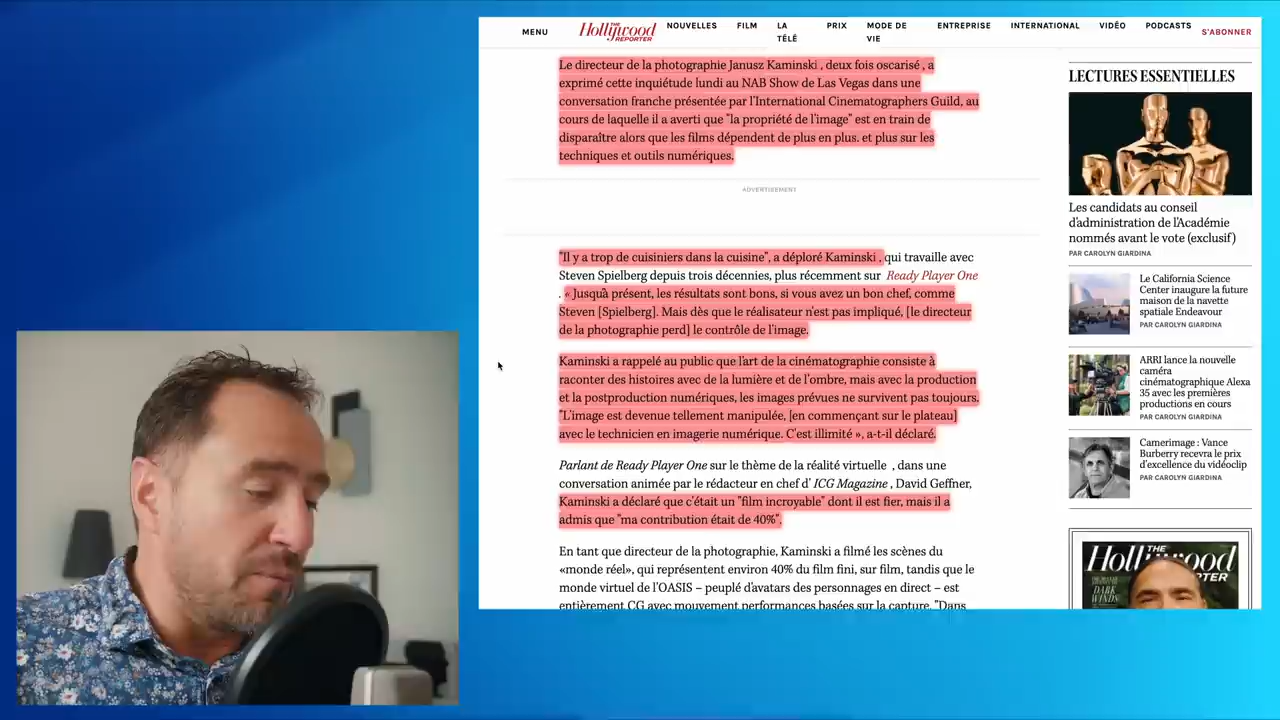 MENU
THE
Hollywood
REPORTER
NOUVELLES
FILM
LA
TÉLÉ
PRIX
MODE DE
VIE
ENTREPRISE
INTERNATIONAL
VIDÉO
PODCASTS
S'ABONNER
Le directeur de la photographie Janusz Kaminski , deux fois oscarisé , a
exprimé cette inquiétude lundi au NAB Show de Las Vegas dans une
conversation franche présentée par l'International Cinematographers Guild, au
cours de laquelle il a averti que "la propriété de l'image" est en train de
disparaître alors que les films dépendent de plus en plus. et plus sur les
techniques et outils numériques.
ADVERTISEMENT
"Il y a trop de cuisiniers dans la cuisine", a déploré Kaminski , qui travaille avec
Steven Spielberg depuis trois décennies, plus récemment sur Ready Player One
. « Jusqu'à présent, les résultats sont bons, si vous avez un bon chef, comme
Steven [Spielberg]. Mais dès que le réalisateur n'est pas impliqué, [le directeur
de la photographie perd] le contrôle de l'image.
Kaminski a rappelé au public que l'art de la cinématographie consiste à
raconter des histoires avec de la lumière et de l'ombre, mais avec la production
et la postproduction numériques, les images prévues ne survivent pas toujours.
"L'image est devenue tellement manipulée, [en commençant sur le plateau]
avec le technicien en imagerie numérique. C'est illimité », a-t-il déclaré.
Parlant de Ready Player One sur le thème de la réalité virtuelle , dans une
conversation animée par le rédacteur en chef d' ICG Magazine , David Geffner,
Kaminski a déclaré que c'était un "film incroyable" dont il est fier, mais il a
admis que "ma contribution était de 40%".
En tant que directeur de la photographie, Kaminski a filmé les scènes du
«monde réel», qui représentent environ 40% du film fini, sur film, tandis que le
monde virtuel de l'OASIS – peuplé d'avatars des personnages en direct – est
entièrement CG avec mouvement performances basées sur la capture. "Dans
LECTURES ESSENTIELLES
Les candidats au conseil
d'administration de l'Académie
nommés avant le vote (exclusif)
PAR CAROLYN GIARDINA
Le California Science
Center inaugure la future
maison de la navette
spatiale Endeavour
PAR CAROLYN GIARDINA
ARRI lance la nouvelle
caméra
cinématographique Alexa
35 avec les premières
productions en cours
PAR CAROLYN GIARDINA
Camerimage : Vance
Burberry recevra le prix
d'excellence du vidéoclip
PAR CAROLYN GIARDINA
THE
Hollywood
REPORTER
DARK
WINDS